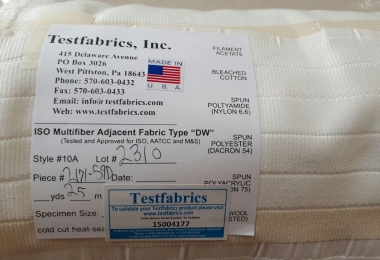 Testfabrics, Inc.
415 Delaware Avenue
PO Box 3026
West Pittston, Pa 18643
Phone: 570-603-0432
Fax: 570-603-0433
Email: info@testfabrics.com
Web: www.testfabrics.com
MADE IN
U.S.A.
ISO Multifiber Adjacent Fabric Type "DW"
(Tested and Approved for ISO, AATCC and M&S)
Style #10A Lot # 2310
Piece # Date:
yds 25 m
Specimen Size:
cold cut heat-sea
Testfabrics
To validate your Testfabrics product please visit
www.testfabrics.com
15004177
FILAMENT
ACETATE
BLEACHED
COTTON
SPUN
POLYAMIDE
(NYLON 6.6)
SPUN
POLYESTER
(DACRON 54)
SPUN
POLYACRYLIC
75)
WOOL